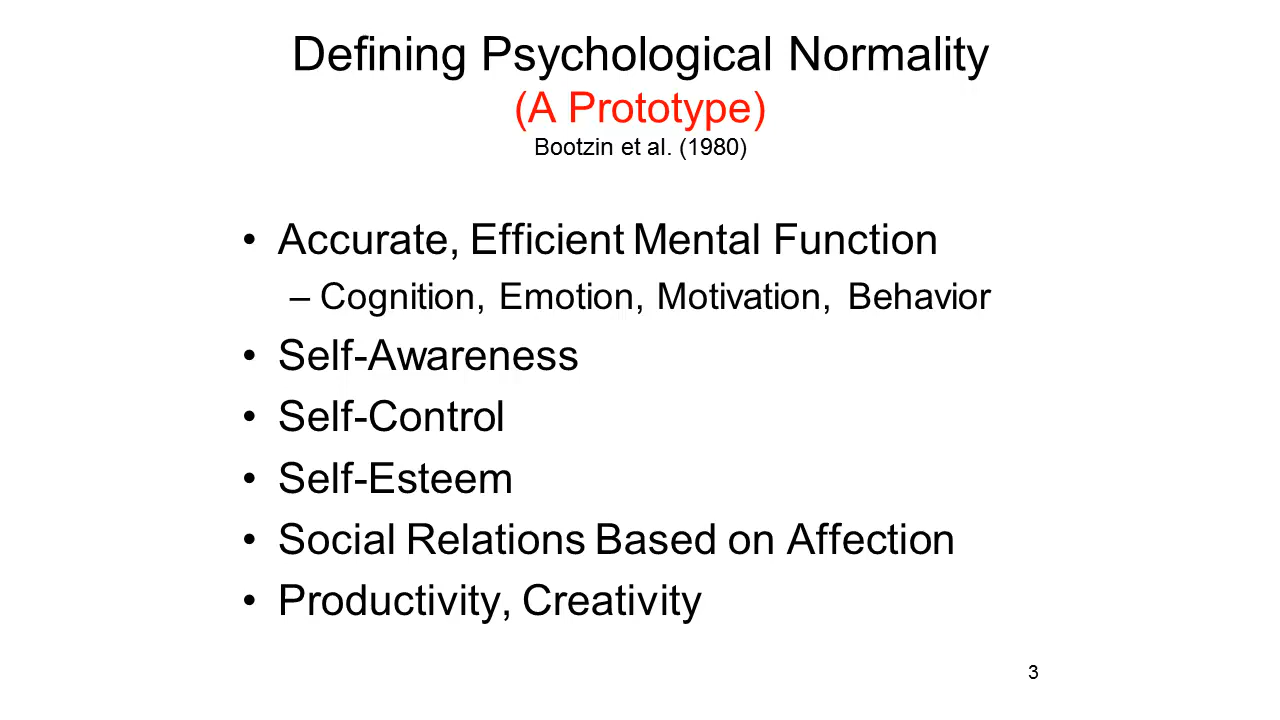 Defining Psychological Normality
(A Prototype)
Bootzin et al. (1980)
• Accurate, Efficient Mental Function
– Cognition, Emotion, Motivation, Behavior
• Self-Awareness
• Self-Control
• Self-Esteem
• Social Relations Based on Affection
• Productivity, Creativity
3